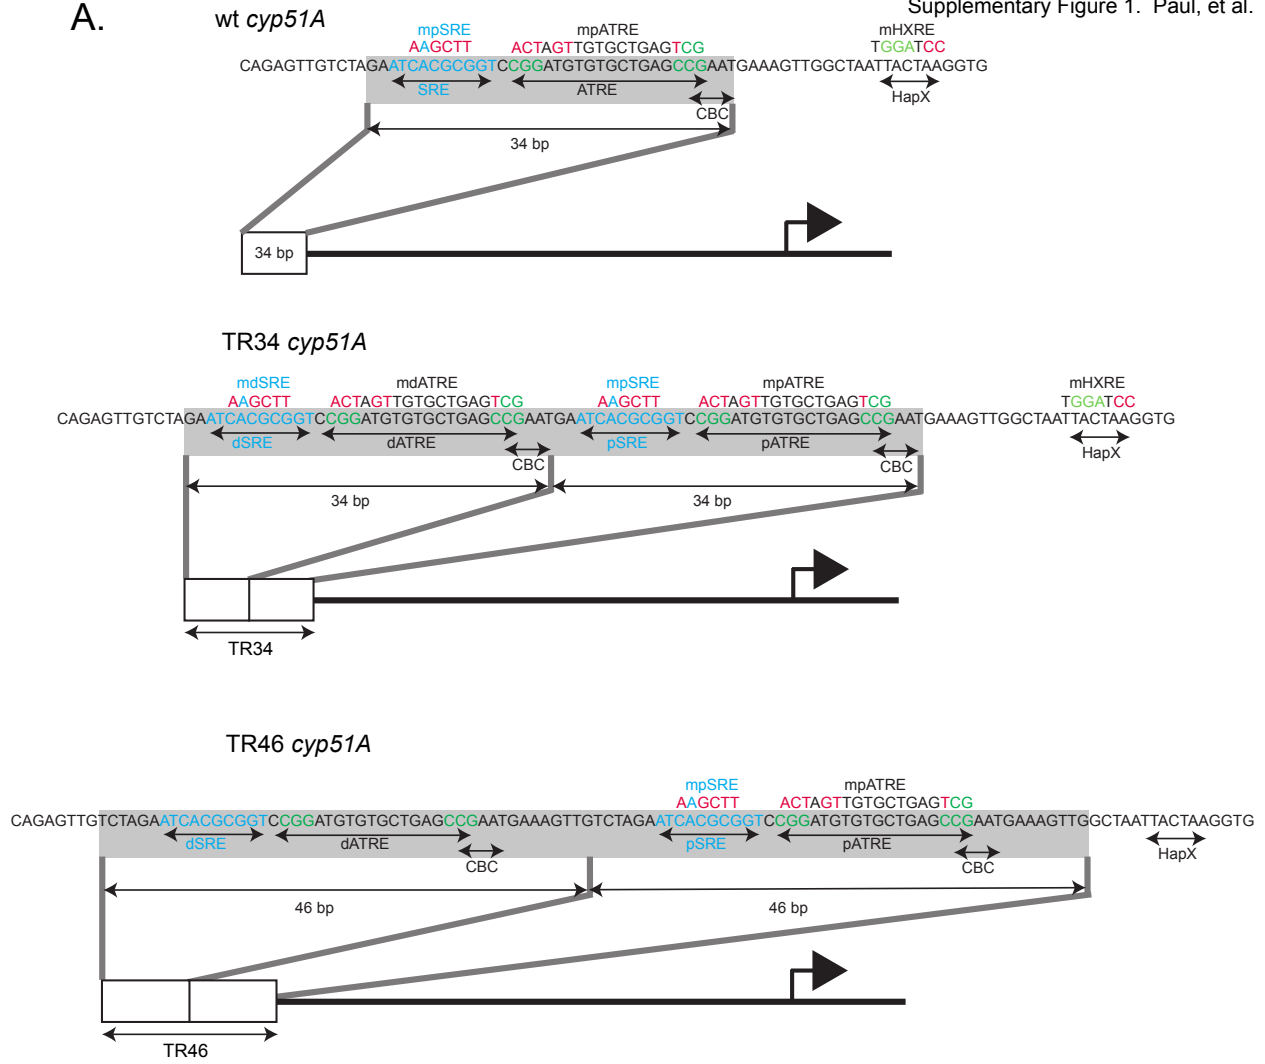 Supplementary Figure 1. Paul, et al.
A.
wt cyp51A
mpSRE mpATRE mHXRE
AAGCTT ACTAGTTGTGCTGAGTCG TGGATCC
CAGAGTTGTCTAGAATCACGCGGTCCGGATGTGTGCTGAGCCGAATGAAAGTTGGCTAATTACTAAGGTG
SRE ATRE HapX
CBC
34 bp
34 bp
TR34 cyp51A
mdSRE mdATRE mpSRE mpATRE mHXRE
AAGCTT ACTAGTTGTGCTGAGTCG AAGCTT ACTAGTTGTGCTGAGTCG TGGATCC
CAGAGTTGTCTAGAATCACGCGGTCCGGATGTGTGCTGAGCCGAATGAATCACGCGGTCCGGATGTGTGCTGAGCCGAATGAAAGTTGGCTAATTACTAAGGTG
dSRE dATRE pSRE pATRE HapX
CBC CBC
34 bp 34 bp
TR34
TR46 cyp51A
mpSRE mpATRE
AAGCTT ACTAGTTGTGCTGAGTCG
CAGAGTTGTCTAGAATCACGCGGTCCGGATGTGTGCTGAGCCGAATGAAAGTTGTCTAGAATCACGCGGTCCGGATGTGTGCTGAGCCGAATGAAAGTTGGCTAATTACTAAGGTG
dSRE dATRE pSRE pATRE HapX
CBC CBC
46 bp 46 bp
TR46